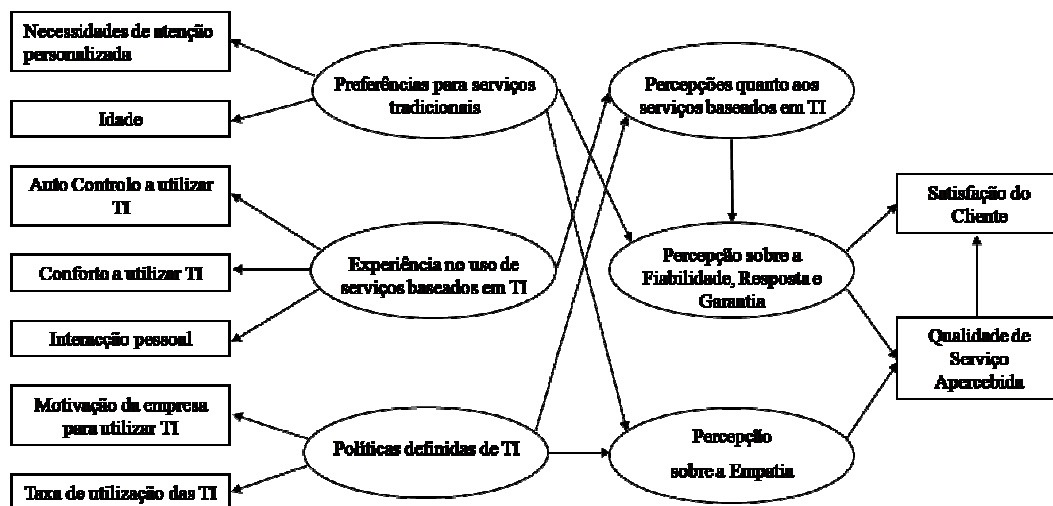 Necessidades de atenção
personalizada
Idade
Auto Controlo a utilizar
TI
Conforto a utilizar TI
Interacção pessoal
Motivação da empresa
para utilizar TI
Taxa de utilização das TI
Preferências para serviços
tradicionais
Experiência no uso de
serviços baseados em TI
Políticas definidas de TI
Percepções quanto aos
serviços baseados em TI
Percepção sobre a
Fiabilidade, Resposta e
Garantia
Percepção
sobre a Empatia
Satisfação do
Cliente
Qualidade de
Serviço
Apercebida